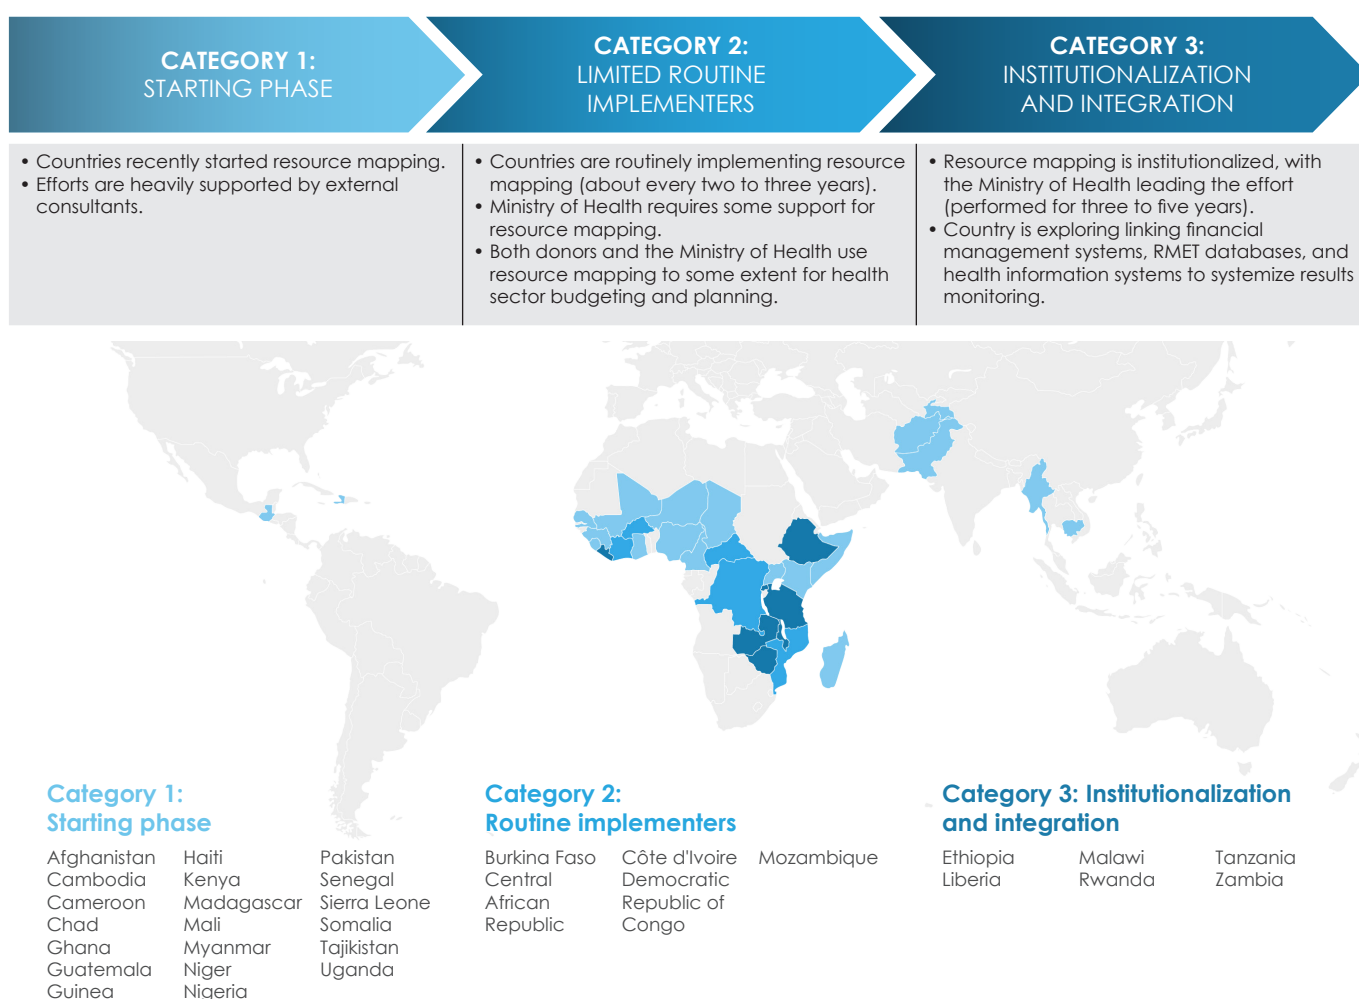 CATEGORY 1:
STARTING PHASE
CATEGORY 2:
LIMITED ROUTINE
IMPLEMENTERS
CATEGORY 3:
INSTITUTIONALIZATION
AND INTEGRATION
• Countries recently started resource mapping.
• Efforts are heavily supported by external
consultants.
• Countries are routinely implementing resource
mapping (about every two to three years).
• Ministry of Health requires some support for
resource mapping.
• Both donors and the Ministry of Health use
resource mapping to some extent for health
sector budgeting and planning.
• Resource mapping is institutionalized, with
the Ministry of Health leading the effort
(performed for three to five years).
• Country is exploring linking financial
management systems, RMET databases, and
health information systems to systemize results
monitoring.
Category 1:
Starting phase
Afghanistan
Cambodia
Cameroon
Chad
Ghana
Guatemala
Guinea
Haiti
Kenya
Madagascar
Mali
Myanmar
Niger
Nigeria
Pakistan
Senegal
Sierra Leone
Somalia
Tajikistan
Uganda
Category 2:
Routine implementers
Burkina Faso
Central
African
Republic
Côte d'Ivoire
Democratic
Republic of
Congo
Mozambique
Category 3: Institutionalization
and integration
Ethiopia
Liberia
Malawi
Rwanda
Tanzania
Zambia